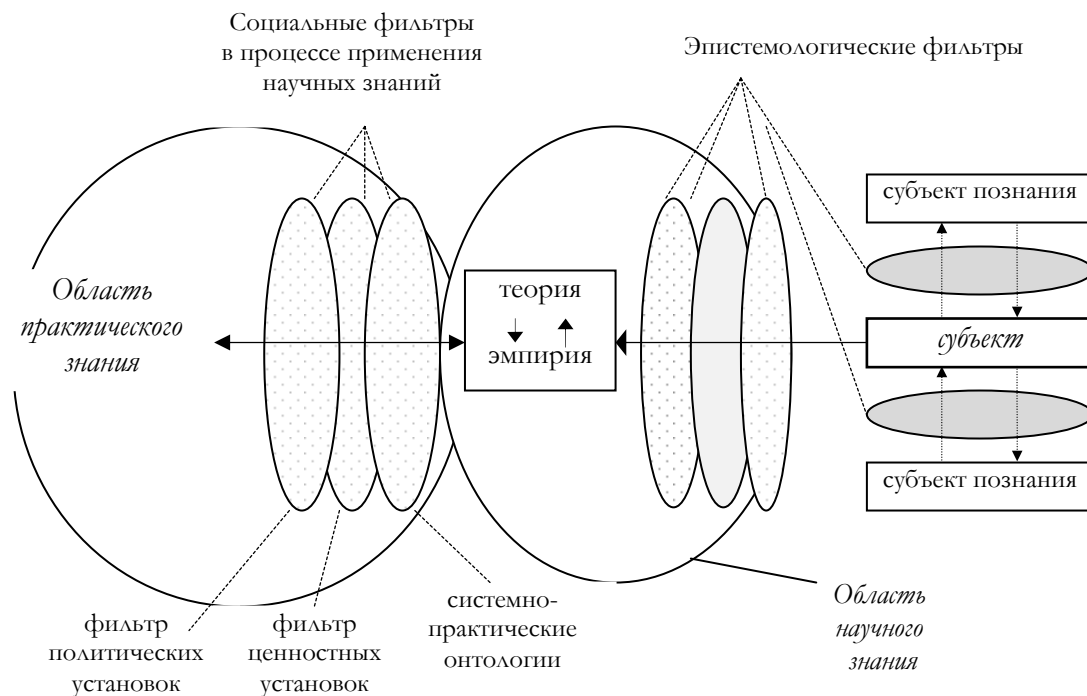 Социальные фильтры
в процессе применения
научных знаний
Эпистемологические фильтры
субъект познания
Область
практического
знания
теория
эмпирия
субъект
субъект познания
фильтр
политических
установок
фильтр
ценностных
установок
системно-
практические
онтологии
Область
научного
знания